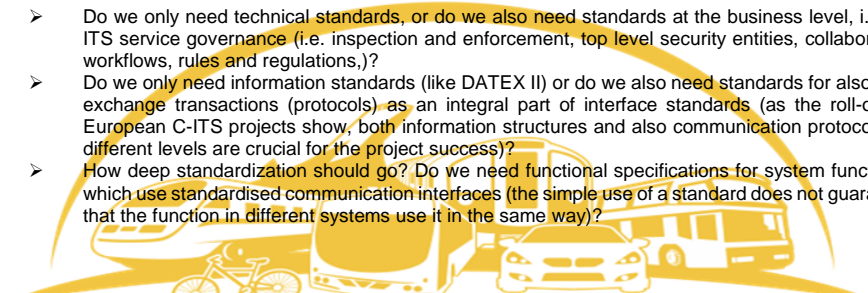 ➢ Do we only need technical standards, or do we also need standards at the business level, i.
ITS service governance (i.e. inspection and enforcement, top level security entities, collabor
workflows, rules and regulations,)?
➢ Do we only need information standards (like DATEX II) or do we also need standards for also
exchange transactions (protocols) as an integral part of interface standards (as the roll-o
European C-ITS projects show, both information structures and also communication protoco
different levels are crucial for the project success)?
➢ How deep standardization should go? Do we need functional specifications for system func
which use standardised communication interfaces (the simple use of a standard does not guara
that the function in different systems use it in the same way)?